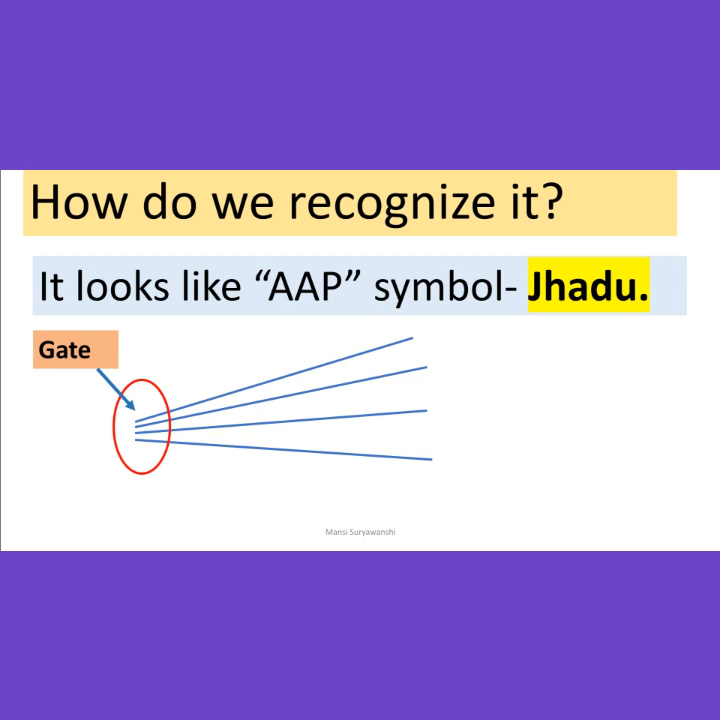 How do we recognize it?
It looks like “AAP” symbol- Jhadu.
Gate
Mansi Suryawanshi